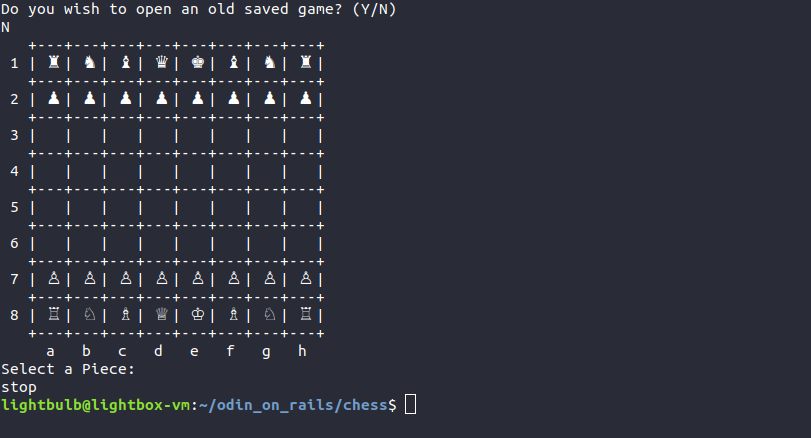 Do you wish to open an old saved game? (Y/N)
N
   +---+---+---+---+---+---+---+---+
 1 | ♜ | ♞ | ♝ | ♛ | ♚ | ♝ | ♞ | ♜ |
   +---+---+---+---+---+---+---+---+
 2 | ♟ | ♟ | ♟ | ♟ | ♟ | ♟ | ♟ | ♟ |
   +---+---+---+---+---+---+---+---+
 3 |   |   |   |   |   |   |   |   |
   +---+---+---+---+---+---+---+---+
 4 |   |   |   |   |   |   |   |   |
   +---+---+---+---+---+---+---+---+
 5 |   |   |   |   |   |   |   |   |
   +---+---+---+---+---+---+---+---+
 6 |   |   |   |   |   |   |   |   |
   +---+---+---+---+---+---+---+---+
 7 | ♙ | ♙ | ♙ | ♙ | ♙ | ♙ | ♙ | ♙ |
   +---+---+---+---+---+---+---+---+
 8 | ♖ | ♘ | ♗ | ♕ | ♔ | ♗ | ♘ | ♖ |
   +---+---+---+---+---+---+---+---+
     a   b   c   d   e   f   g   h
Select a Piece:
stop
lightbulb@lightbox-vm:~/odin_on_rails/chess$